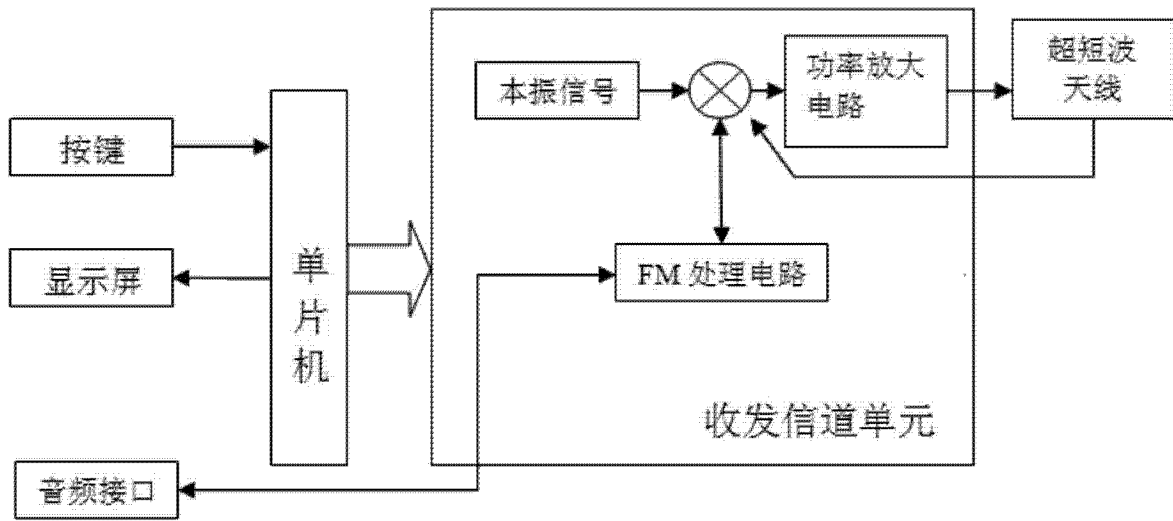 按键
显示屏
音频接口
单
片
机
本振信号
功率放大
电路
FM 处理电路
收发信道单元
超短波
天线